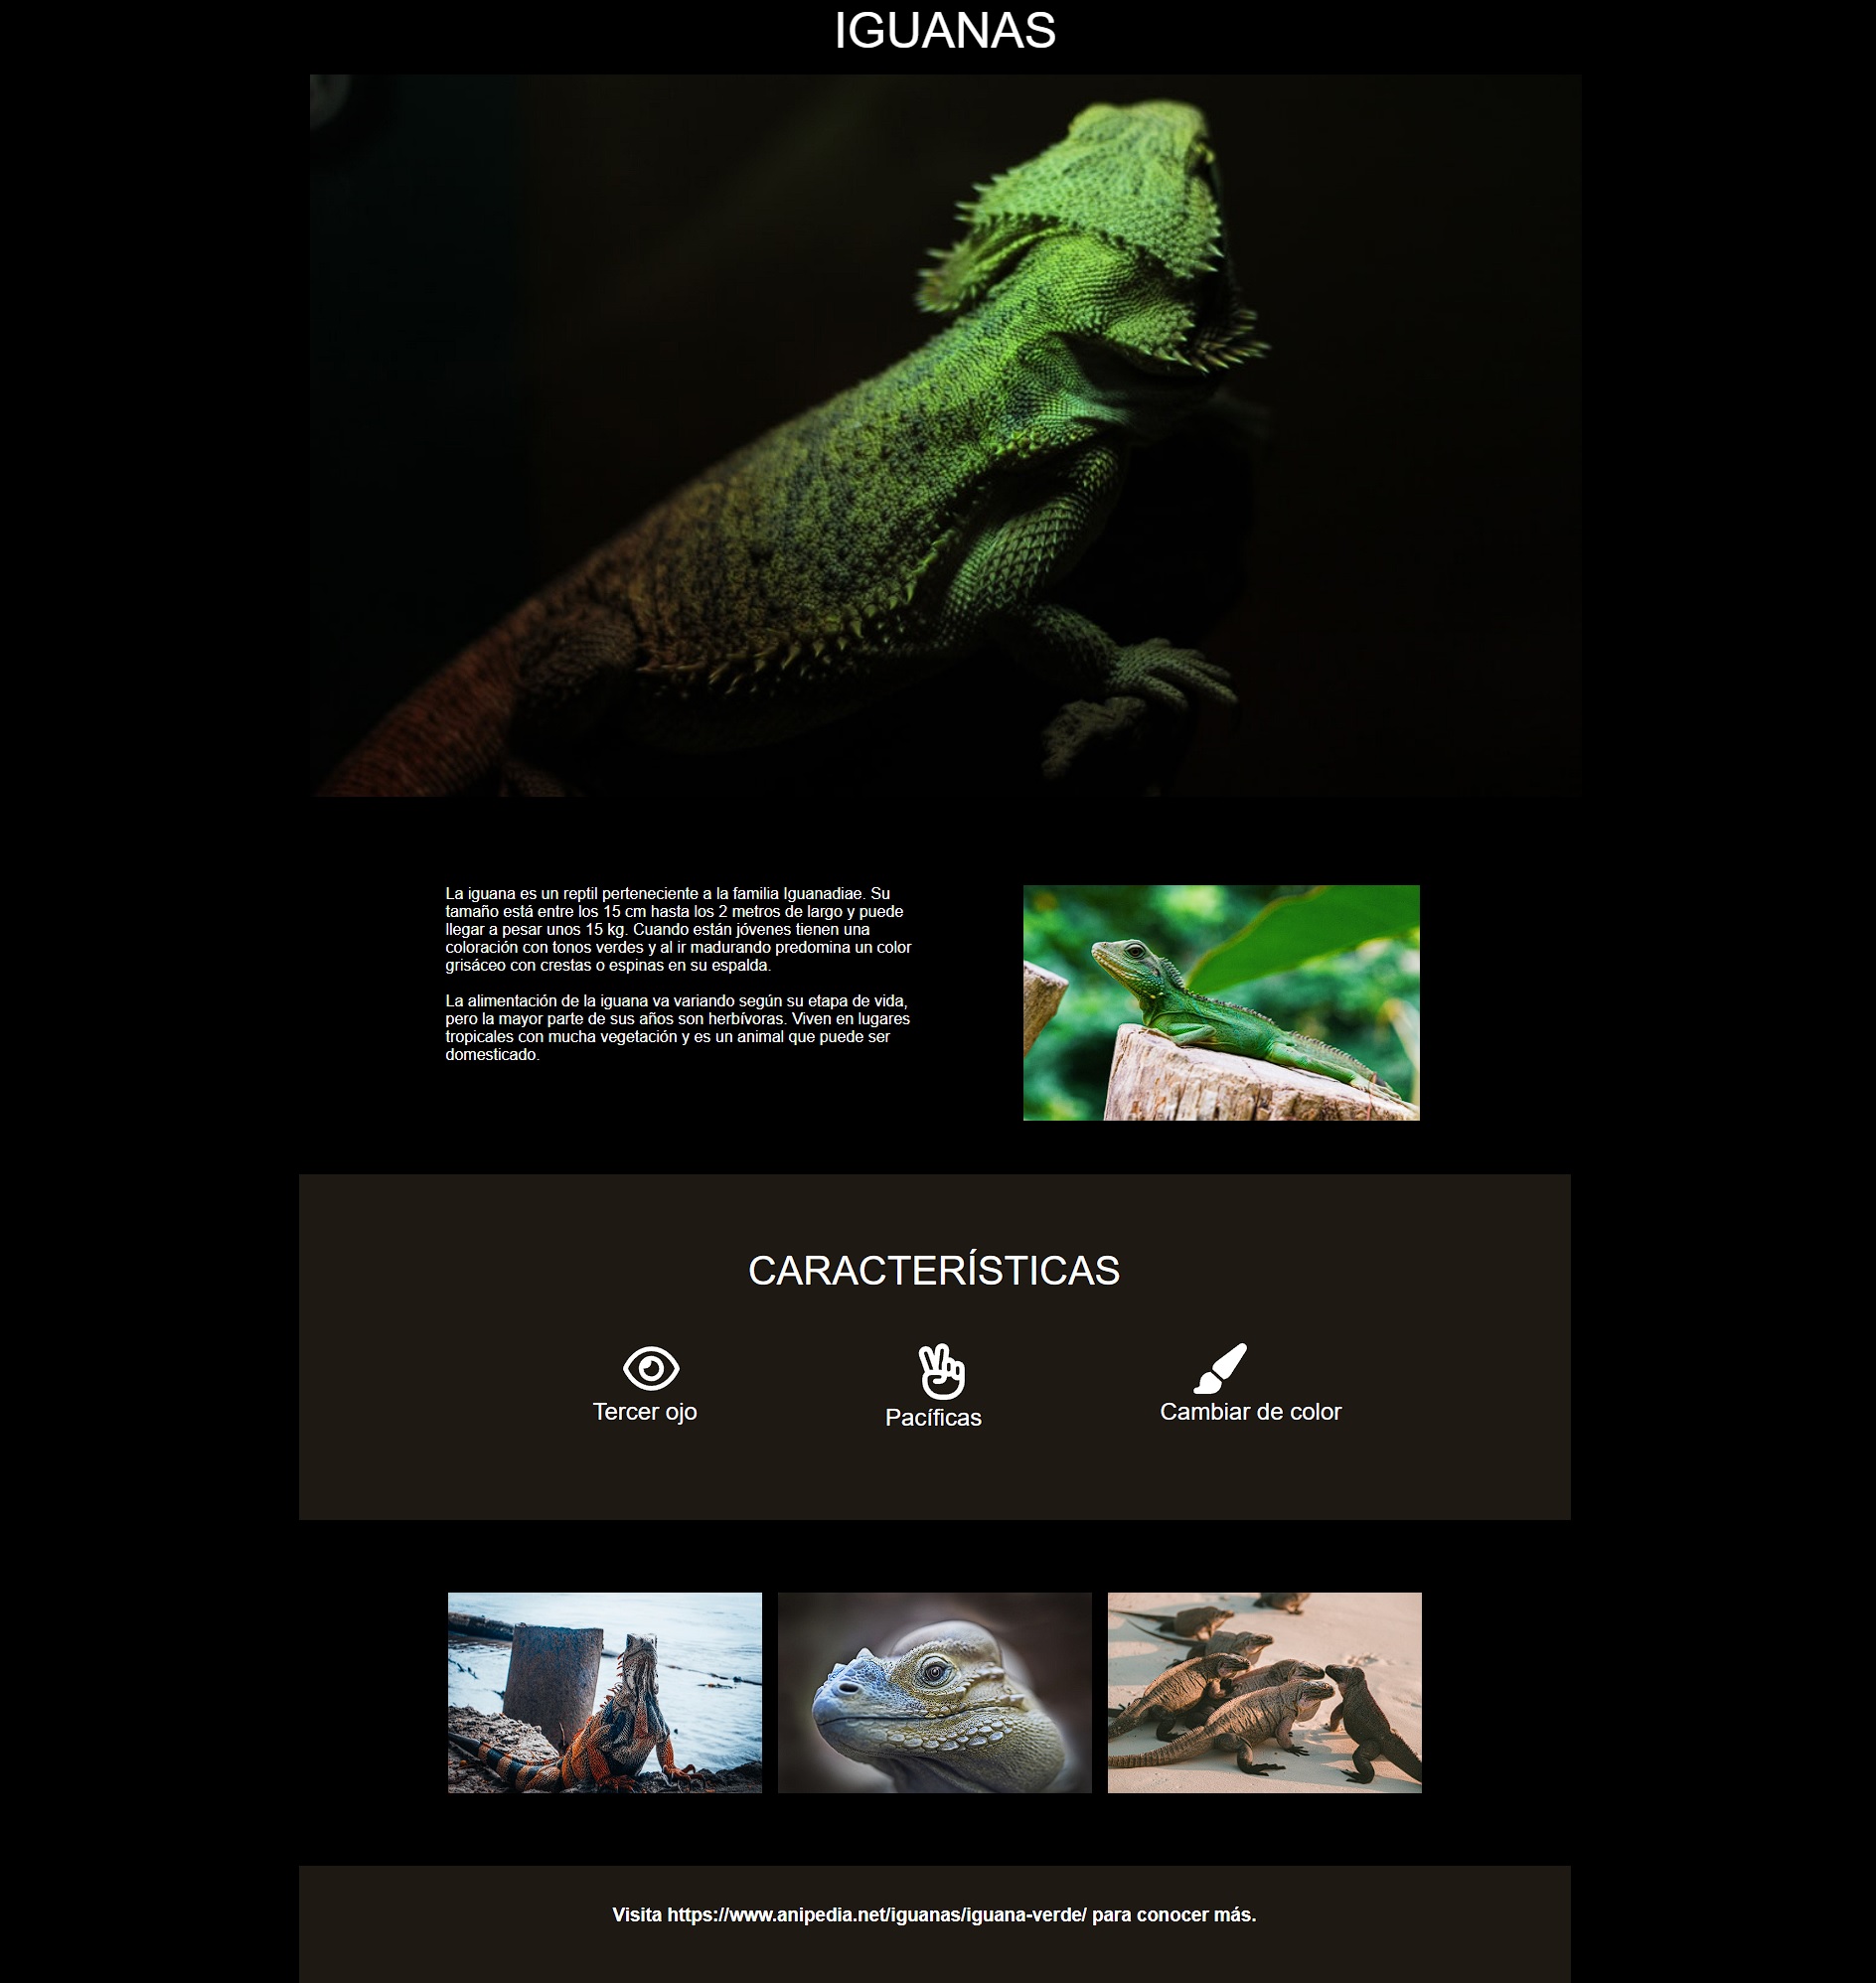 IGUANAS
La iguana es un reptil perteneciente a la familia Iguanadiae. Su
tamaño está entre los 15 cm hasta los 2 metros de largo y puede
llegar a pesar unos 15 kg. Cuando están jóvenes tienen una
coloración con tonos verdes y al ir madurando predomina un color
grisáceo con crestas o espinas en su espalda.
La alimentación de la iguana va variando según su etapa de vida,
pero la mayor parte de sus años son herbívoras. Viven en lugares
tropicales con mucha vegetación y es un animal que puede ser
domesticado.
CARACTERÍSTICAS
Tercer ojo
Pacíficas
Cambiar de color
Visita https://www.anipedia.net/iguanas/iguana-verde/ para conocer más.